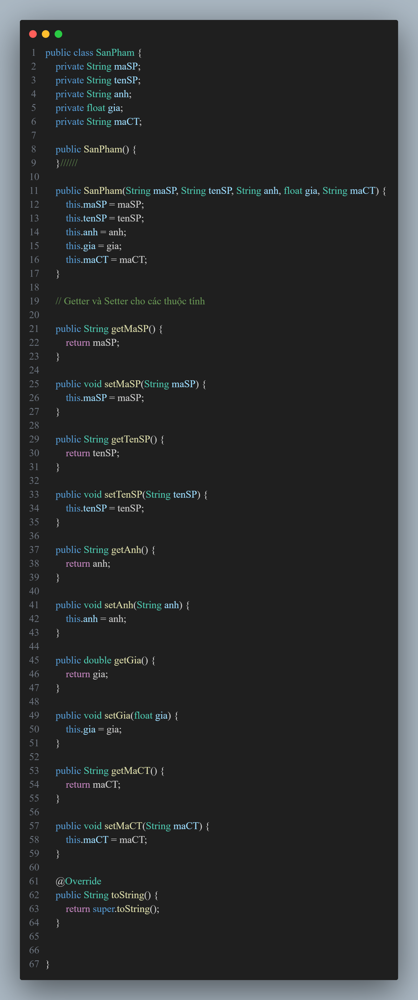 1 public class SanPham {
2     private String maSP;
3     private String tenSP;
4     private String anh;
5     private float gia;
6     private String maCT;
7
8     public SanPham() {
9     }//////
10
11     public SanPham(String maSP, String tenSP, String anh, float gia, String maCT) {
12         this.maSP = maSP;
13         this.tenSP = tenSP;
14         this.anh = anh;
15         this.gia = gia;
16         this.maCT = maCT;
17     }
18
19     // Getter và Setter cho các thuộc tính
20
21     public String getMaSP() {
22         return maSP;
23     }
24
25     public void setMaSP(String maSP) {
26         this.maSP = maSP;
27     }
28
29     public String getTenSP() {
30         return tenSP;
31     }
32
33     public void setTenSP(String tenSP) {
34         this.tenSP = tenSP;
35     }
36
37     public String getAnh() {
38         return anh;
39     }
40
41     public void setAnh(String anh) {
42         this.anh = anh;
43     }
44
45     public double getGia() {
46         return gia;
47     }
48
49     public void setGia(float gia) {
50         this.gia = gia;
51     }
52
53     public String getMaCT() {
54         return maCT;
55     }
56
57     public void setMaCT(String maCT) {
58         this.maCT = maCT;
59     }
60
61     @Override
62     public String toString() {
63         return super.toString();
64     }
65
66
67 }